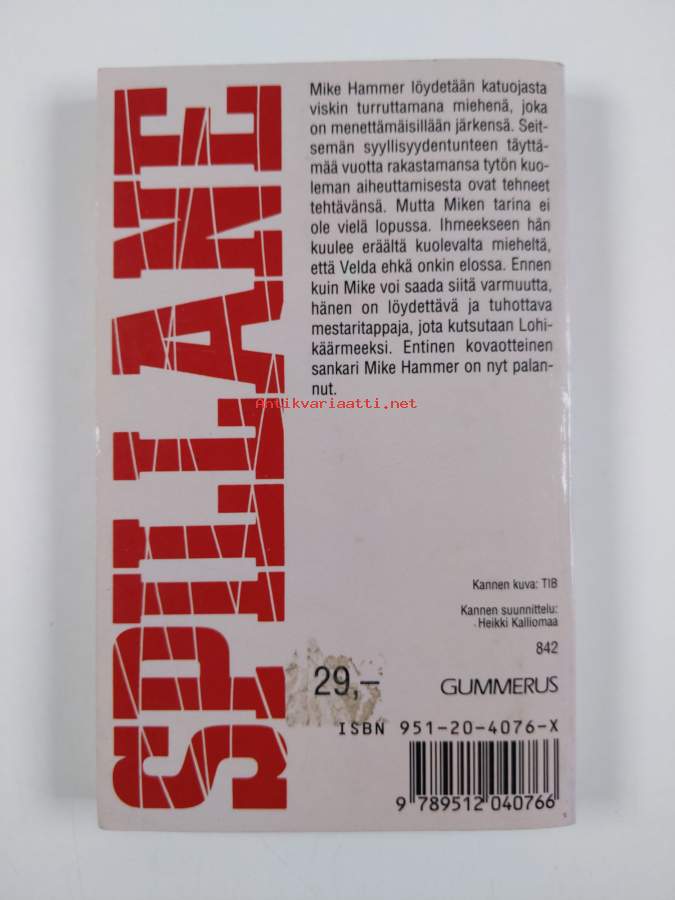 SPILLANE
Mike Hammer löydetään katuojasta
viskin turruttamana miehenä, joka
on menettämäisillään järkensä. Seit-
semän syyllisyydentunteen täyttä-
mää vuotta rakastamansa tytön kuo-
leman aiheuttamisesta ovat tehneet
tehtävänsä. Mutta Miken tarina ei
ole vielä lopussa. Ihmeekseen hän
kuulee eräältä kuolevalta mieheltä,
että Velda ehkä onkin elossa. Ennen
kuin Mike voi saada siitä varmuutta,
hänen on löydettävä ja tuhottava
mestaritappaja, jota kutsutaan Lohi-
käärmeeksi. Entinen kovaotteinen
sankari Mike Hammer on nyt palan-
nut.
Antikvariaatti.net
Kannen kuva: TIB
Kannen suunnittelu:
Heikki Kalliomaa
842
29,–
GUMMERUS
ISBN 951-20-4076-X
9 789512 040766